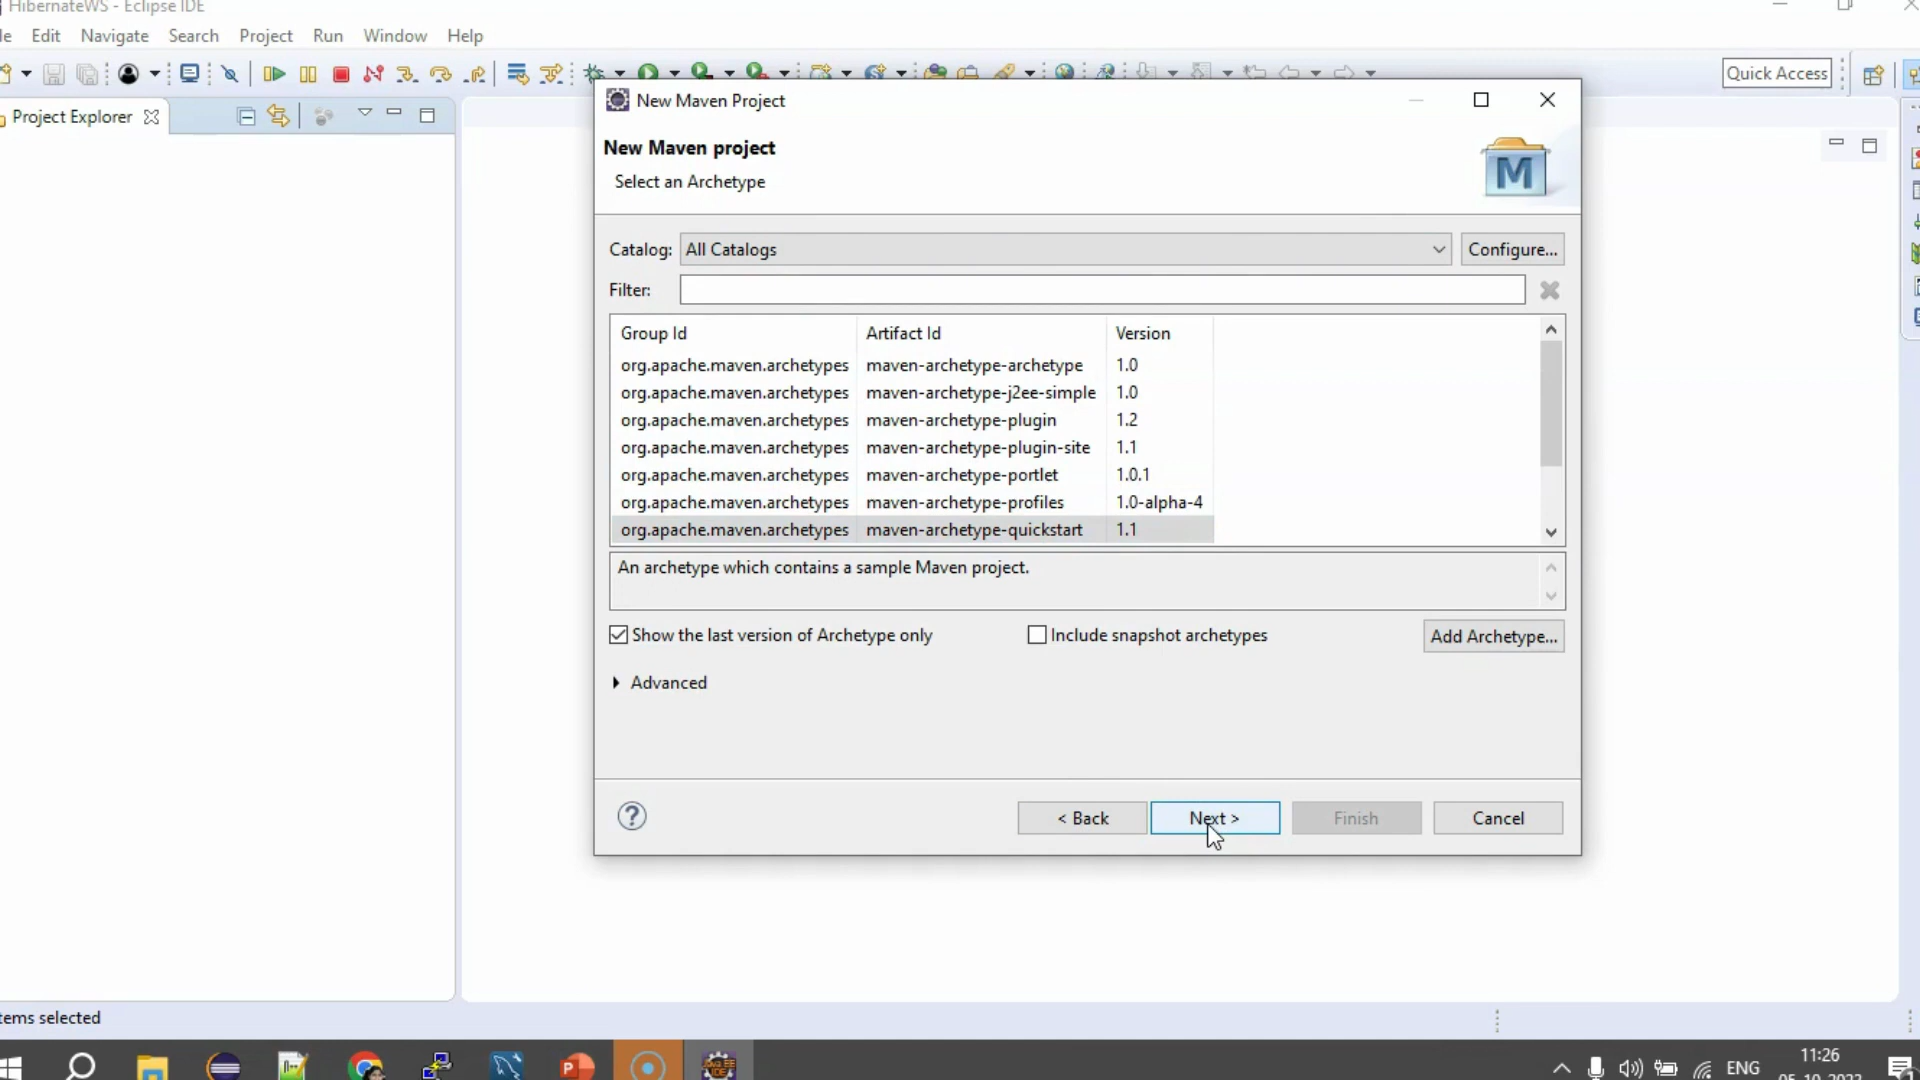 HibernateWS - Eclipse IDE
Edit Navigate Search Project Run Window Help
Quick Access
Project Explorer
New Maven Project
New Maven project
Select an Archetype
M
Catalog: All Catalogs Configure...
Filter:
Group Id Artifact Id Version
org.apache.maven.archetypes maven-archetype-archetype 1.0
org.apache.maven.archetypes maven-archetype-j2ee-simple 1.0
org.apache.maven.archetypes maven-archetype-plugin 1.2
org.apache.maven.archetypes maven-archetype-plugin-site 1.1
org.apache.maven.archetypes maven-archetype-portlet 1.0.1
org.apache.maven.archetypes maven-archetype-profiles 1.0-alpha-4
org.apache.maven.archetypes maven-archetype-quickstart 1.1
An archetype which contains a sample Maven project.
Show the last version of Archetype only Include snapshot archetypes Add Archetype...
Advanced
? < Back Next > Finish Cancel
tems selected
ENG 11:26